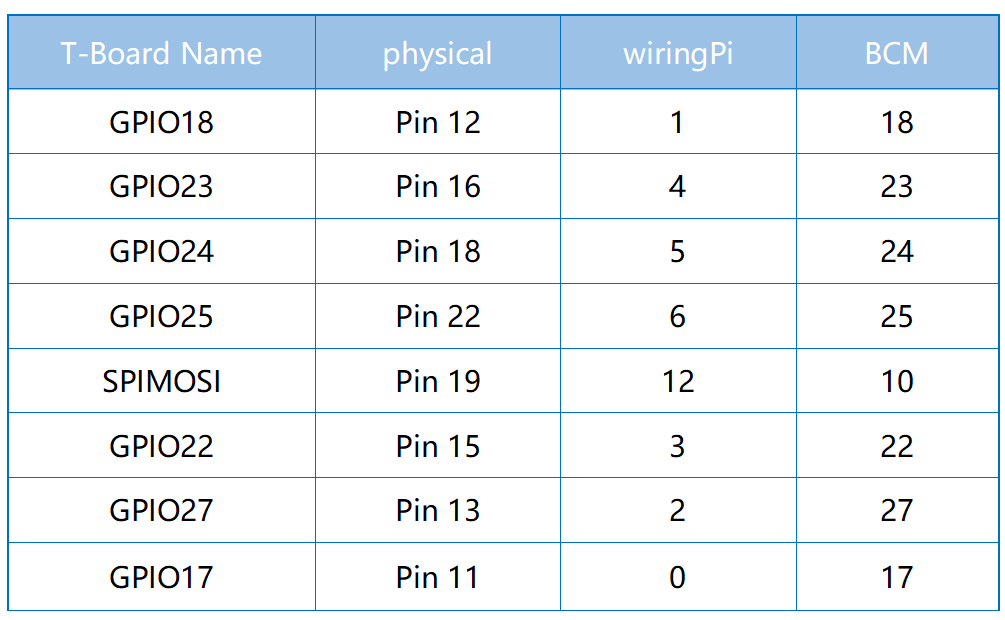 T-Board Name physical wiringPi BCM
GPIO18 Pin 12 1 18
GPIO23 Pin 16 4 23
GPIO24 Pin 18 5 24
GPIO25 Pin 22 6 25
SPIMOSI Pin 19 12 10
GPIO22 Pin 15 3 22
GPIO27 Pin 13 2 27
GPIO17 Pin 11 0 17